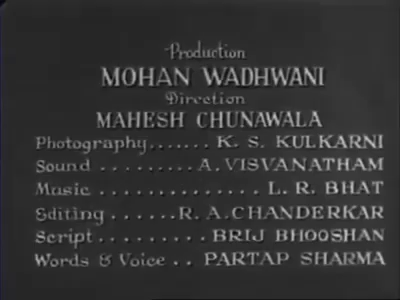 Production
MOHAN WADHWANI
Direction
MAHESH CHUNAWALA
Photography....... K. S. KULKARNI
Sound ......... A. VISVANATHAM
Music .............. L. R. BHAT
Editing ...... R. A. CHANDERKAR
Script ......... BRIJ BHOOSHAN
Words & Voice .. PARTAP SHARMA